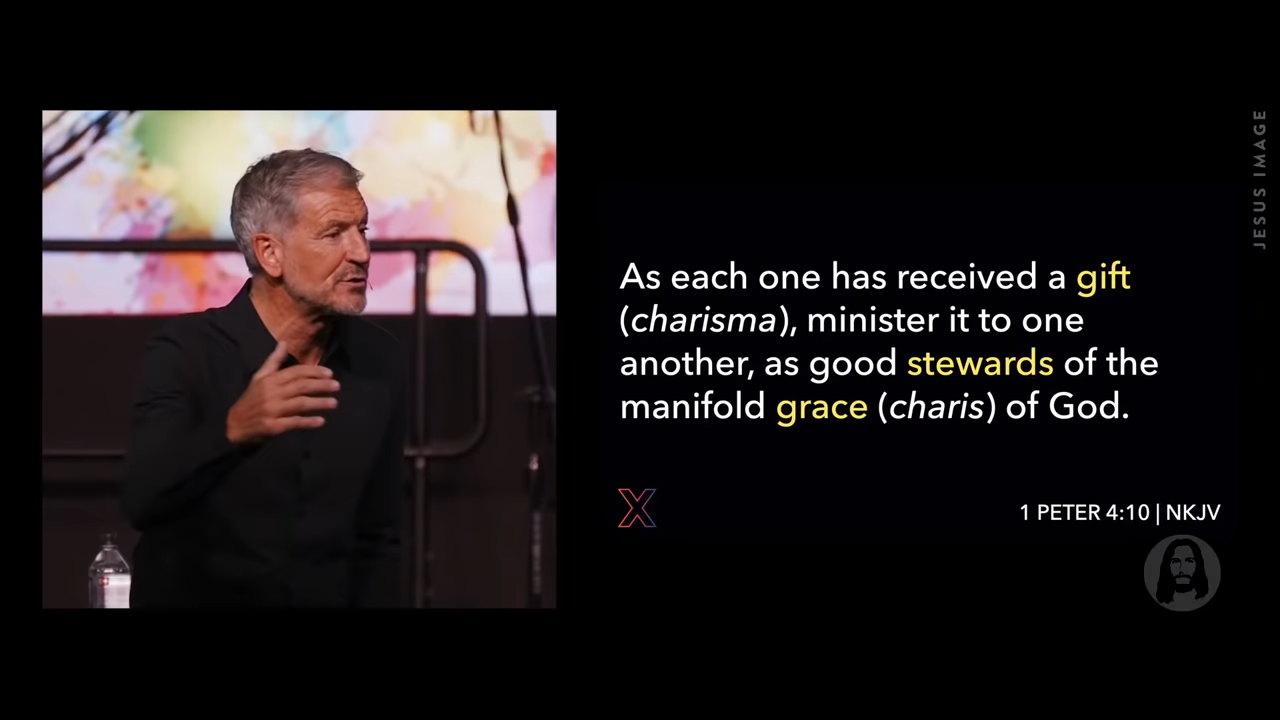 As each one has received a gift
(charisma), minister it to one
another, as good stewards of the
manifold grace (charis) of God.
X
1 PETER 4:10 | NKJV
JESUS IMAGE